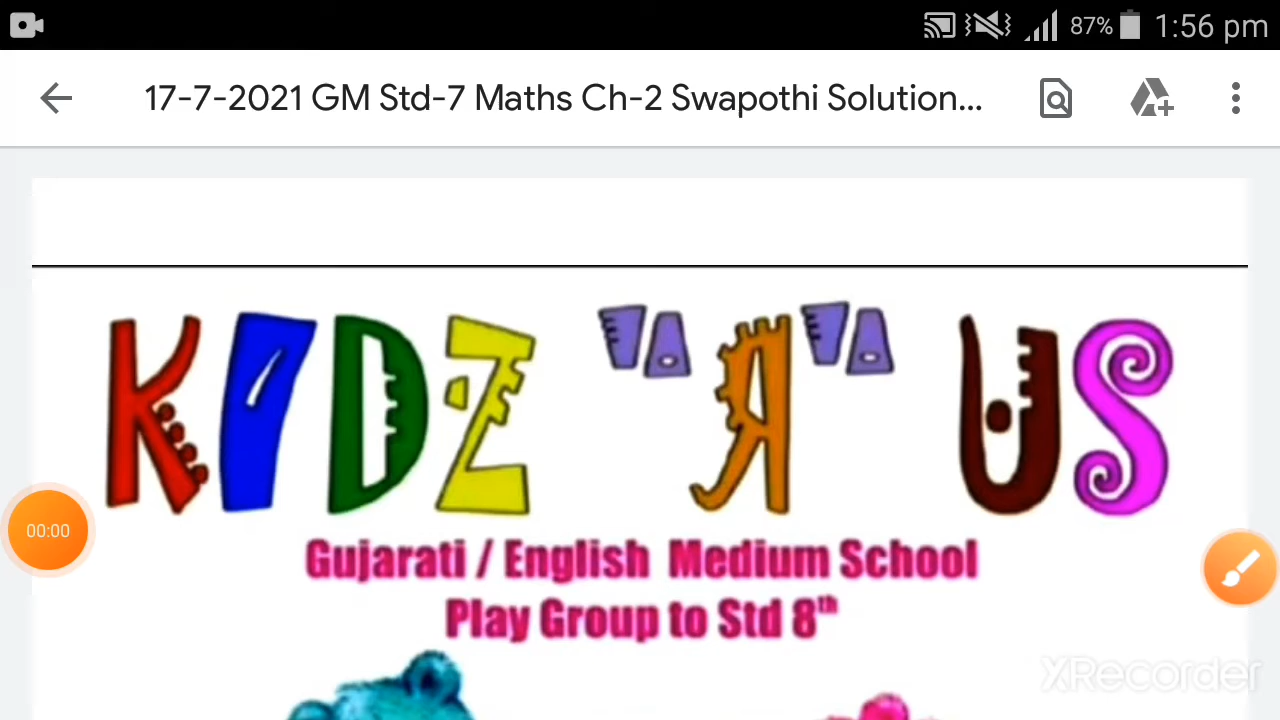 87% 1:56 pm
17-7-2021 GM Std-7 Maths Ch-2 Swapothi Solution...
KIDZ "R" US
00:00
Gujarati / English Medium School
Play Group to Std 8th
XRecorder